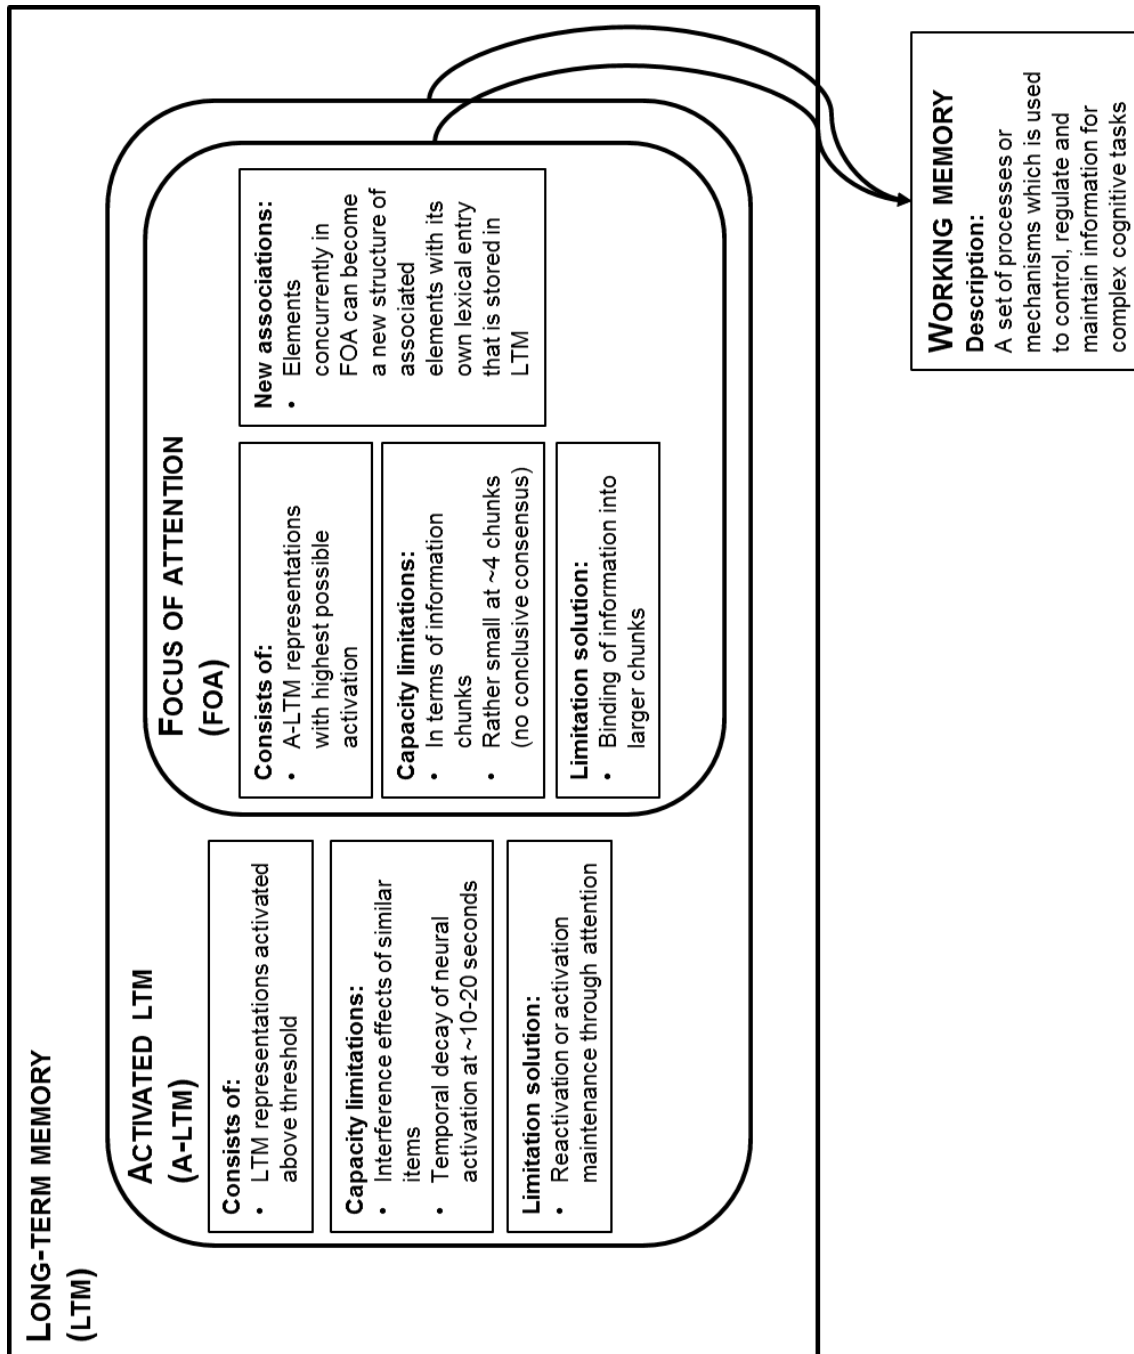 LONG-TERM MEMORY
(LTM)
ACTIVATED LTM
(A-LTM)
Consists of:
• LTM representations activated
above threshold
Capacity limitations:
• Interference effects of similar
items
• Temporal decay of neural
activation at ~10-20 seconds
Limitation solution:
• Reactivation or activation
maintenance through attention
FOCUS OF ATTENTION
(FOA)
Consists of:
• A-LTM representations
with highest possible
activation
Capacity limitations:
• In terms of information
chunks
• Rather small at ~4 chunks
(no conclusive consensus)
Limitation solution:
• Binding of information into
larger chunks
New associations:
• Elements
concurrently in
FOA can become
a new structure of
associated
elements with its
own lexical entry
that is stored in
LTM
WORKING MEMORY
Description:
A set of processes or
mechanisms which is used
to control, regulate and
maintain information for
complex cognitive tasks